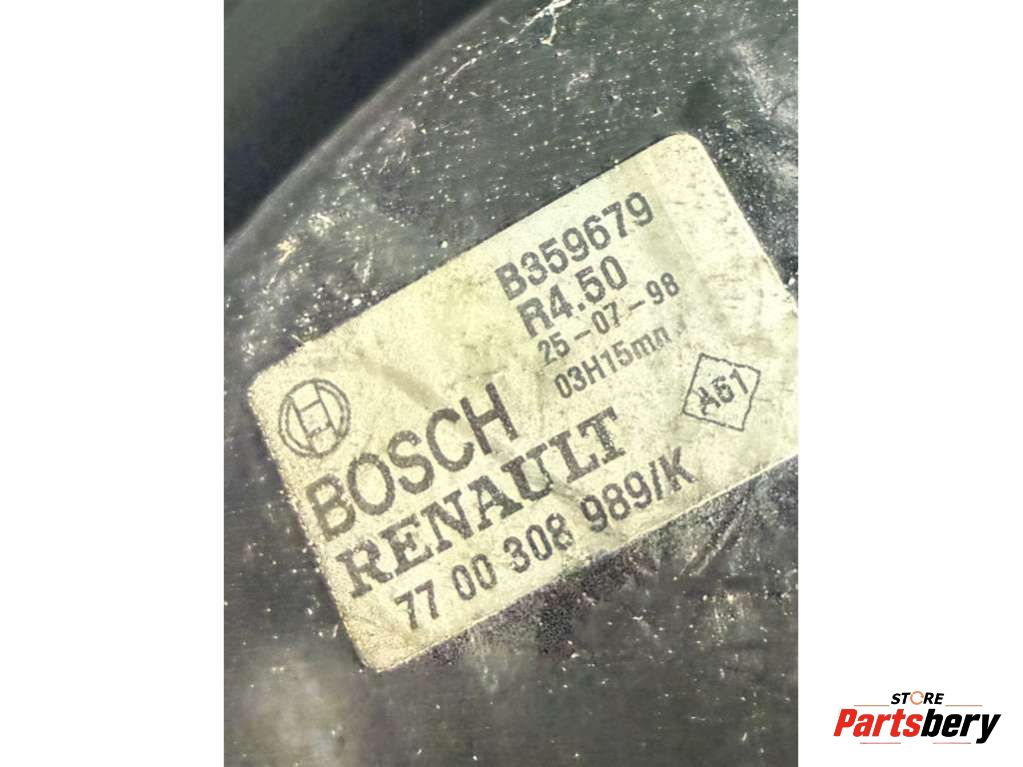 B359679
R4.50
25-07-98
03H15mn
A61
BOSCH
RENAULT
77 00 308 989/K
STORE
Partsbery